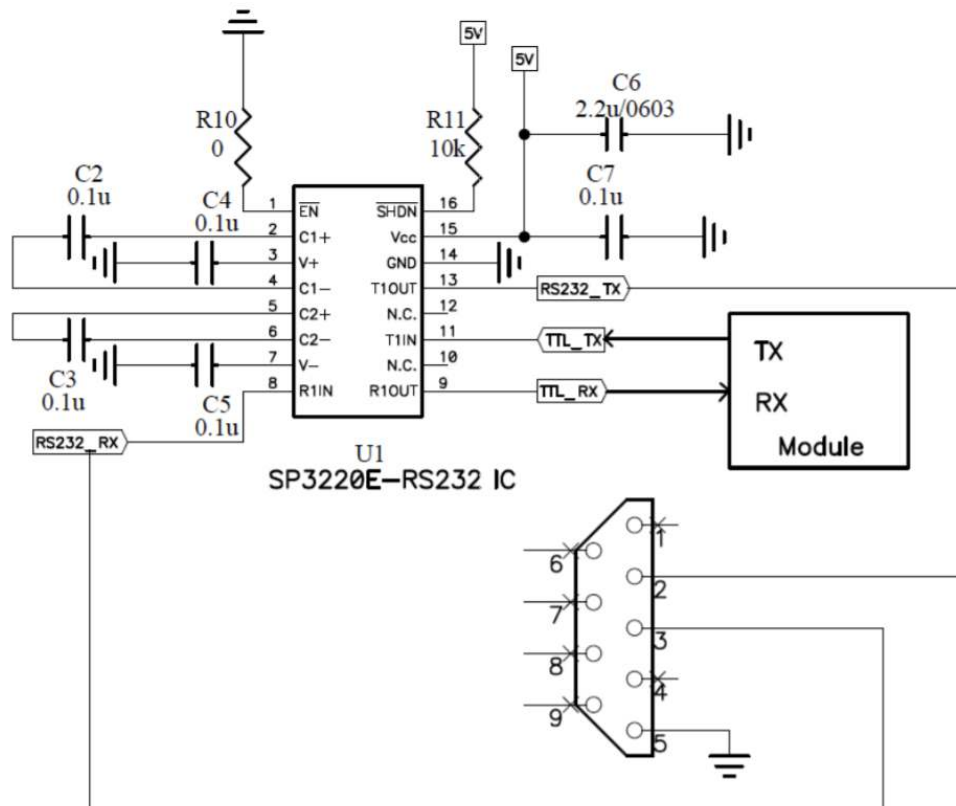 5V
5V
C6
2.2u/0603
R10
0
R11
10k
C2
0.1u
C4
0.1u
C7
0.1u
1
EN
SHDN
16
2
C1+
Vcc
15
3
V+
GND
14
4
C1-
T1OUT
13
RS232_TX
5
C2+
N.C.
12
6
C2-
T1IN
11
TTL_TX
TX
7
V-
N.C.
10
8
R1IN
R1OUT
9
TTL_RX
RX
C3
0.1u
C5
0.1u
Module
RS232_RX
U1
SP3220E-RS232 IC
1
6
2
7
3
8
4
9
5